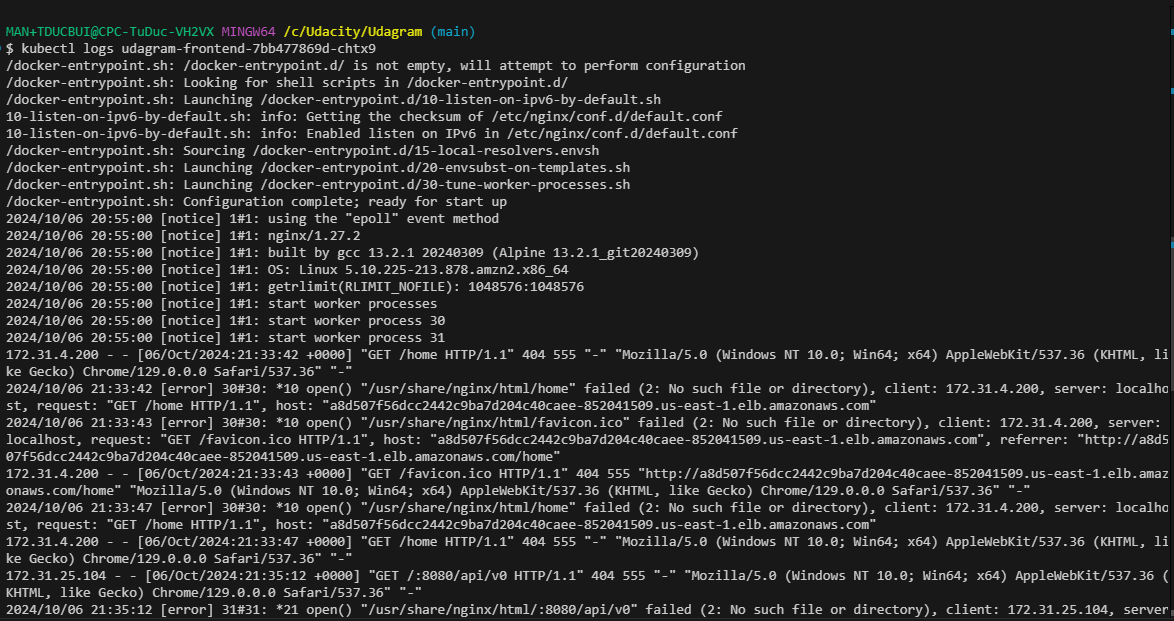 MAN+TDUCBUI@CPC-TuDuc-VH2VX MINGW64 /c/Udacity/Udagram (main)
$ kubectl logs udagram-frontend-7bb477869d-chtx9
/docker-entrypoint.sh: /docker-entrypoint.d/ is not empty, will attempt to perform configuration
/docker-entrypoint.sh: Looking for shell scripts in /docker-entrypoint.d/
/docker-entrypoint.sh: Launching /docker-entrypoint.d/10-listen-on-ipv6-by-default.sh
10-listen-on-ipv6-by-default.sh: info: Getting the checksum of /etc/nginx/conf.d/default.conf
10-listen-on-ipv6-by-default.sh: info: Enabled listen on IPv6 in /etc/nginx/conf.d/default.conf
/docker-entrypoint.sh: Sourcing /docker-entrypoint.d/15-local-resolvers.envsh
/docker-entrypoint.sh: Launching /docker-entrypoint.d/20-envsubst-on-templates.sh
/docker-entrypoint.sh: Launching /docker-entrypoint.d/30-tune-worker-processes.sh
/docker-entrypoint.sh: Configuration complete; ready for start up
2024/10/06 20:55:00 [notice] 1#1: using the "epoll" event method
2024/10/06 20:55:00 [notice] 1#1: nginx/1.27.2
2024/10/06 20:55:00 [notice] 1#1: built by gcc 13.2.1 20240309 (Alpine 13.2.1_git20240309)
2024/10/06 20:55:00 [notice] 1#1: OS: Linux 5.10.225-213.878.amzn2.x86_64
2024/10/06 20:55:00 [notice] 1#1: getrlimit(RLIMIT_NOFILE): 1048576:1048576
2024/10/06 20:55:00 [notice] 1#1: start worker processes
2024/10/06 20:55:00 [notice] 1#1: start worker process 30
2024/10/06 20:55:00 [notice] 1#1: start worker process 31
172.31.4.200 - - [06/Oct/2024:21:33:42 +0000] "GET /home HTTP/1.1" 404 555 "-" "Mozilla/5.0 (Windows NT 10.0; Win64; x64) AppleWebKit/537.36 (KHTML, li
ke Gecko) Chrome/129.0.0.0 Safari/537.36" "-"
2024/10/06 21:33:42 [error] 30#30: *10 open() "/usr/share/nginx/html/home" failed (2: No such file or directory), client: 172.31.4.200, server: localho
st, request: "GET /home HTTP/1.1", host: "a8d507f56dcc2442c9ba7d204c40caee-852041509.us-east-1.elb.amazonaws.com"
2024/10/06 21:33:43 [error] 30#30: *10 open() "/usr/share/nginx/html/favicon.ico" failed (2: No such file or directory), client: 172.31.4.200, server:
localhost, request: "GET /favicon.ico HTTP/1.1", host: "a8d507f56dcc2442c9ba7d204c40caee-852041509.us-east-1.elb.amazonaws.com", referrer: "http://a8d5
07f56dcc2442c9ba7d204c40caee-852041509.us-east-1.elb.amazonaws.com/home"
172.31.4.200 - - [06/Oct/2024:21:33:43 +0000] "GET /favicon.ico HTTP/1.1" 404 555 "http://a8d507f56dcc2442c9ba7d204c40caee-852041509.us-east-1.elb.amaz
onaws.com/home" "Mozilla/5.0 (Windows NT 10.0; Win64; x64) AppleWebKit/537.36 (KHTML, like Gecko) Chrome/129.0.0.0 Safari/537.36" "-"
2024/10/06 21:33:47 [error] 30#30: *10 open() "/usr/share/nginx/html/home" failed (2: No such file or directory), client: 172.31.4.200, server: localho
st, request: "GET /home HTTP/1.1", host: "a8d507f56dcc2442c9ba7d204c40caee-852041509.us-east-1.elb.amazonaws.com"
172.31.4.200 - - [06/Oct/2024:21:33:47 +0000] "GET /home HTTP/1.1" 404 555 "-" "Mozilla/5.0 (Windows NT 10.0; Win64; x64) AppleWebKit/537.36 (KHTML, li
ke Gecko) Chrome/129.0.0.0 Safari/537.36" "-"
172.31.25.104 - - [06/Oct/2024:21:35:12 +0000] "GET /:8080/api/v0 HTTP/1.1" 404 555 "-" "Mozilla/5.0 (Windows NT 10.0; Win64; x64) AppleWebKit/537.36 (
KHTML, like Gecko) Chrome/129.0.0.0 Safari/537.36" "-"
2024/10/06 21:35:12 [error] 31#31: *21 open() "/usr/share/nginx/html/:8080/api/v0" failed (2: No such file or directory), client: 172.31.25.104, server